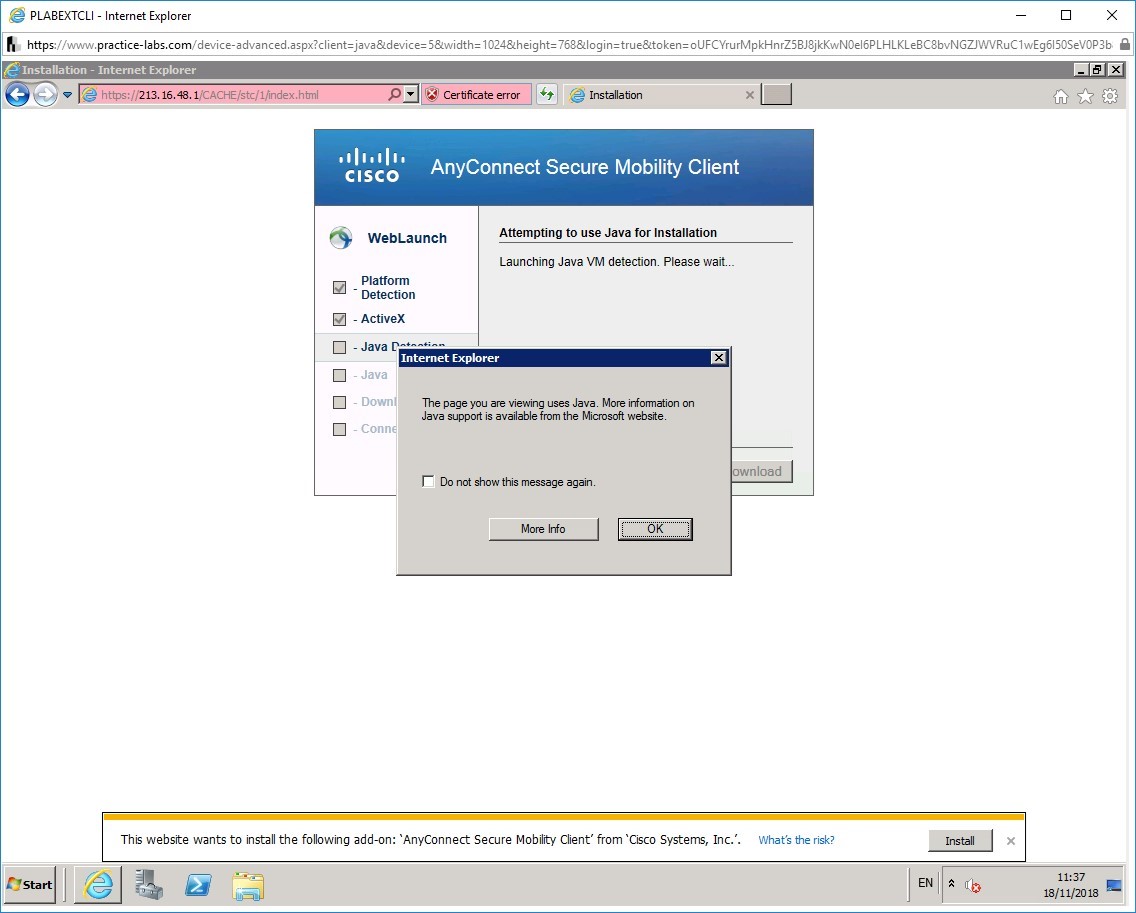 PLABEXTCLI - Internet Explorer
https://www.practice-labs.com/device-advanced.aspx?client=java&device=5&width=1024&height=768&login=true&token=oUFCYrurMpkHnrZ5BJ8jkKwN0el6PLHLKLeBC8bvNGZJWVRuC1wEg6l50SeV0P3b
Installation - Internet Explorer
https://213.16.48.1/CACHE/stc/1/index.html
Certificate error
Installation
CISCO
AnyConnect Secure Mobility Client
WebLaunch
- Platform
Detection
- ActiveX
- Java Detection
- Java
- Downl
- Conne
Attempting to use Java for Installation
Launching Java VM detection. Please wait...
ownload
Internet Explorer
The page you are viewing uses Java. More information on
Java support is available from the Microsoft website.
Do not show this message again.
More Info
OK
This website wants to install the following add-on: ‘AnyConnect Secure Mobility Client’ from ‘Cisco Systems, Inc.’.
What’s the risk?
Install
Start
EN
11:37
18/11/2018